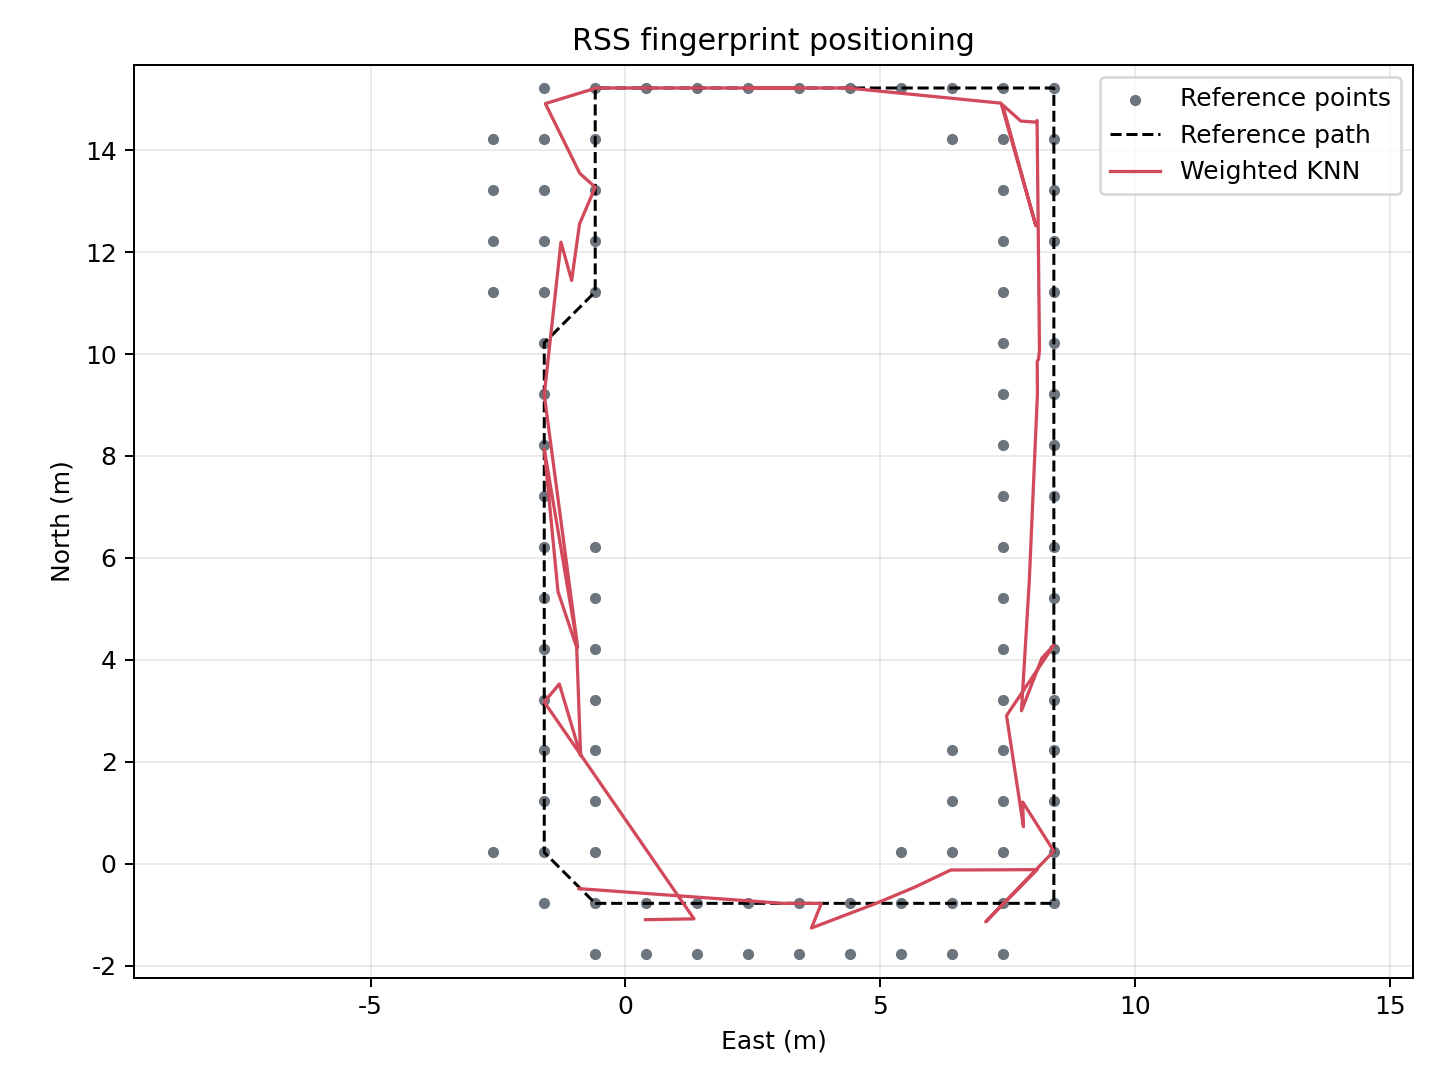 RSS fingerprint positioning
Reference points
Reference path
Weighted KNN
North (m)
14
12
10
8
6
4
2
0
-2
-5
0
5
10
15
East (m)